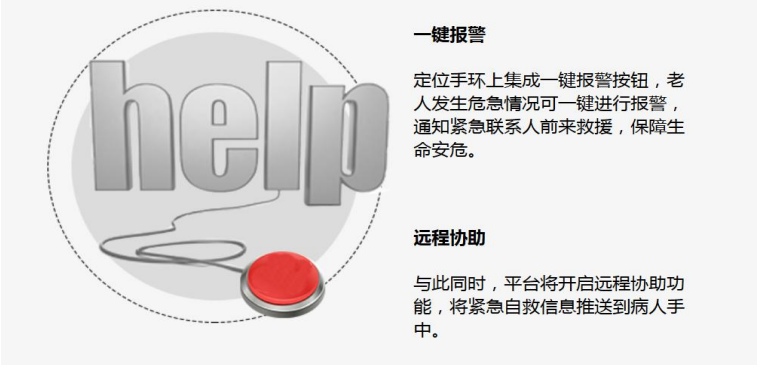 help
一键报警
定位手环上集成一键报警按钮，老
人发生危急情况可一键进行报警，
通知紧急联系人前来救援，保障生
命安危。
远程协助
与此同时，平台将开启远程协助功
能，将紧急自救信息推送到病人手
中。